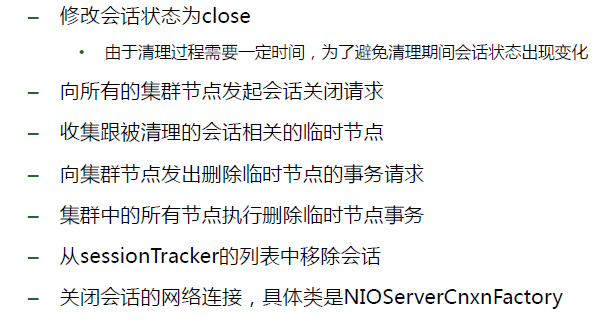 – 修改会话状态为close
• 由于清理过程需要一定时间，为了避免清理期间会话状态出现变化
– 向所有的集群节点发起会话关闭请求
– 收集跟被清理的会话相关的临时节点
– 向集群节点发出删除临时节点的事务请求
– 集群中的所有节点执行删除临时节点事务
– 从sessionTracker的列表中移除会话
– 关闭会话的网络连接，具体类是NIOServerCnxnFactory